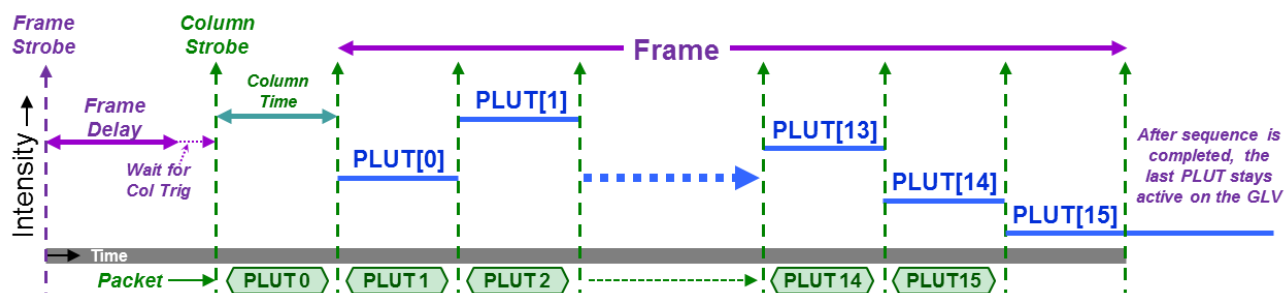 Frame
Strobe
Column
Strobe
Frame
Column
Time
PLUT[1]
Frame
Delay
PLUT[13]
After sequence is
completed, the
last PLUT stays
active on the GLV
Wait for
Col Trig
PLUT[0]
PLUT[14]
PLUT[15]
Intensity
Time
Packet
PLUT 0
PLUT 1
PLUT 2
PLUT 14
PLUT15